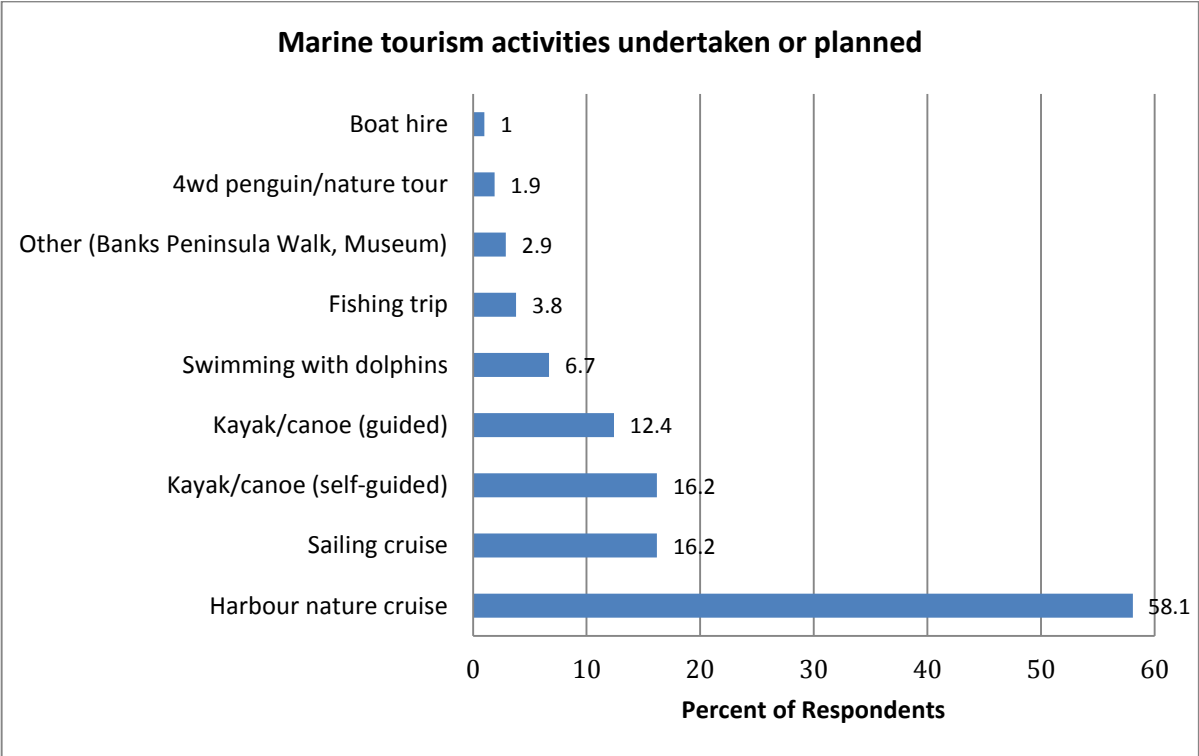 Marine tourism activities undertaken or planned
Boat hire 1
4wd penguin/nature tour 1.9
Other (Banks Peninsula Walk, Museum) 2.9
Fishing trip 3.8
Swimming with dolphins 6.7
Kayak/canoe (guided) 12.4
Kayak/canoe (self-guided) 16.2
Sailing cruise 16.2
Harbour nature cruise 58.1
0 10 20 30 40 50 60
Percent of Respondents